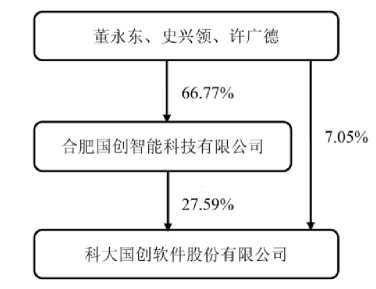 董永东、史兴领、许广德
66.77%
7.05%
合肥国创智能科技有限公司
27.59%
科大国创软件股份有限公司